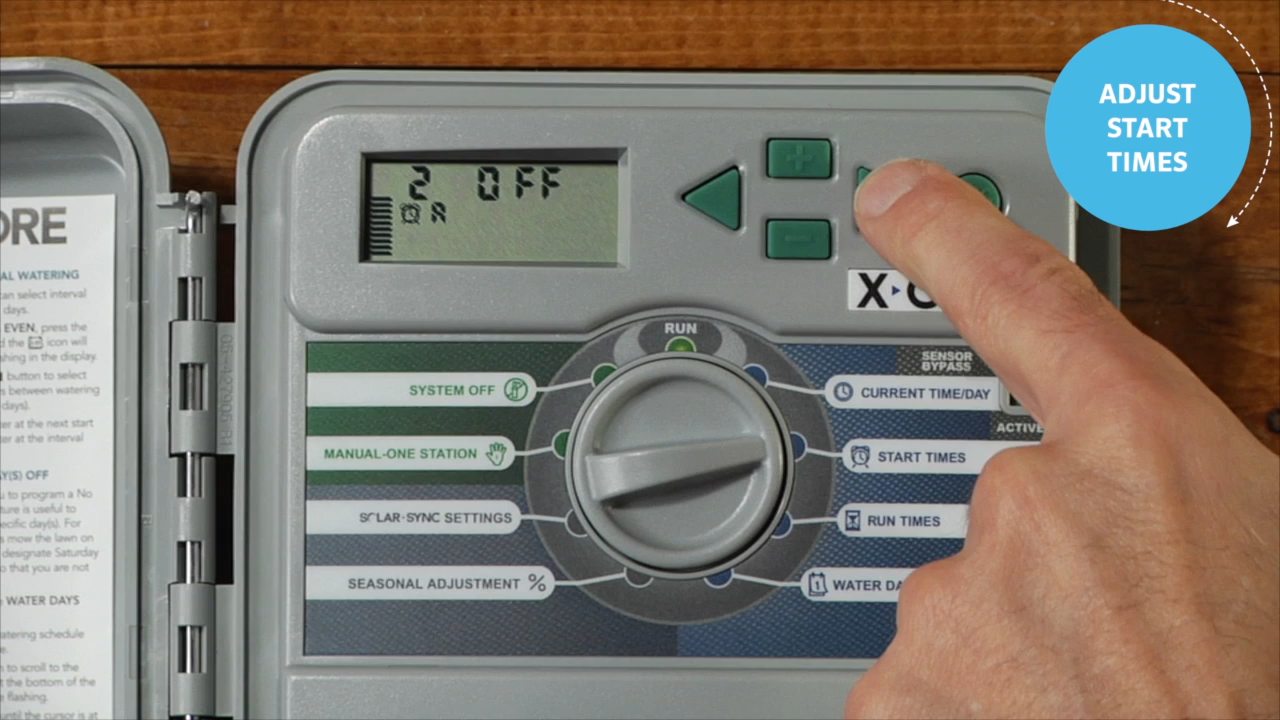 ADJUST
START
TIMES
2 OFF
A
X
RUN
SENSOR
BYPASS
SYSTEM OFF
CURRENT TIME/DAY
ACTIVE
MANUAL-ONE STATION
START TIMES
SOLAR-SYNC SETTINGS
RUN TIMES
SEASONAL ADJUSTMENT %
1 WATER DA
ORE
AL WATERING
can select interval
days.
EVEN, press the
d the icon will
shing in the display.
button to select
s between watering
days).
er at the next start
er at the interval
AY(S) OFF
u to program a No
ture is useful to
ecific day(s). For
s mow the lawn on
designate Saturday
o that you are not
WATER DAYS
atering schedule
e.
n to scroll to the
t the bottom of the
e flashing.
until the cursor is at